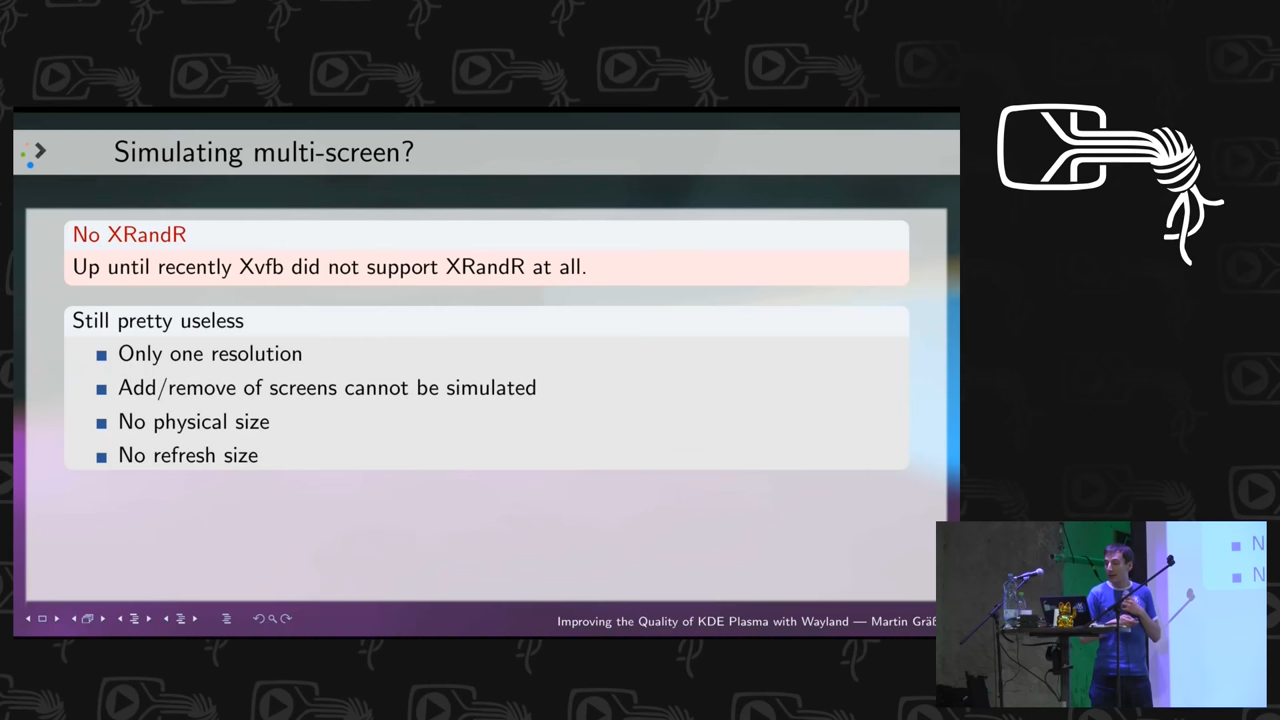 Simulating multi-screen?
No XRandR
Up until recently Xvfb did not support XRandR at all.
Still pretty useless
Only one resolution
Add/remove of screens cannot be simulated
No physical size
No refresh size
Improving the Quality of KDE Plasma with Wayland — Martin Gräß
N
N